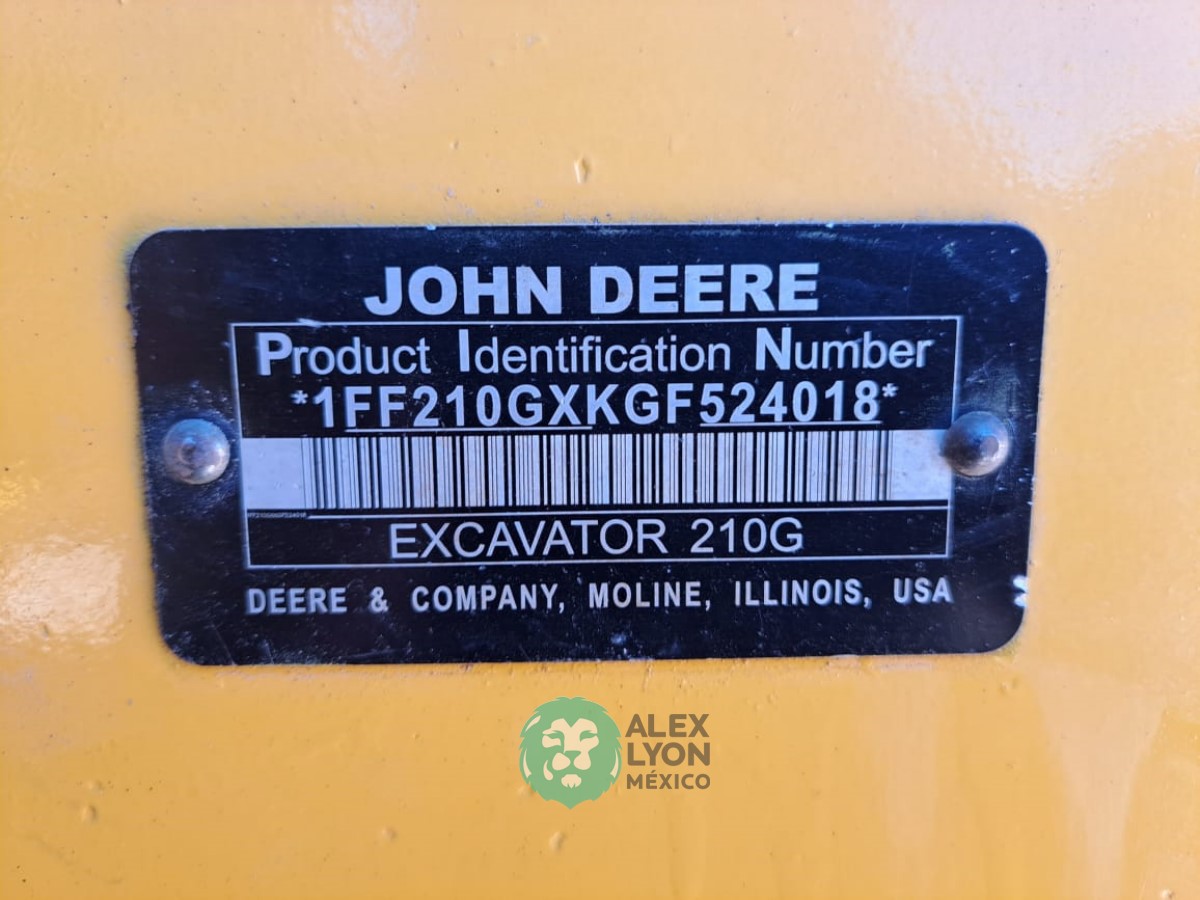 JOHN DEERE
Product Identification Number
*1FF210GXKGF524018*
EXCAVATOR 210G
DEERE & COMPANY, MOLINE, ILLINOIS, USA
ALEX
LYON
MÉXICO